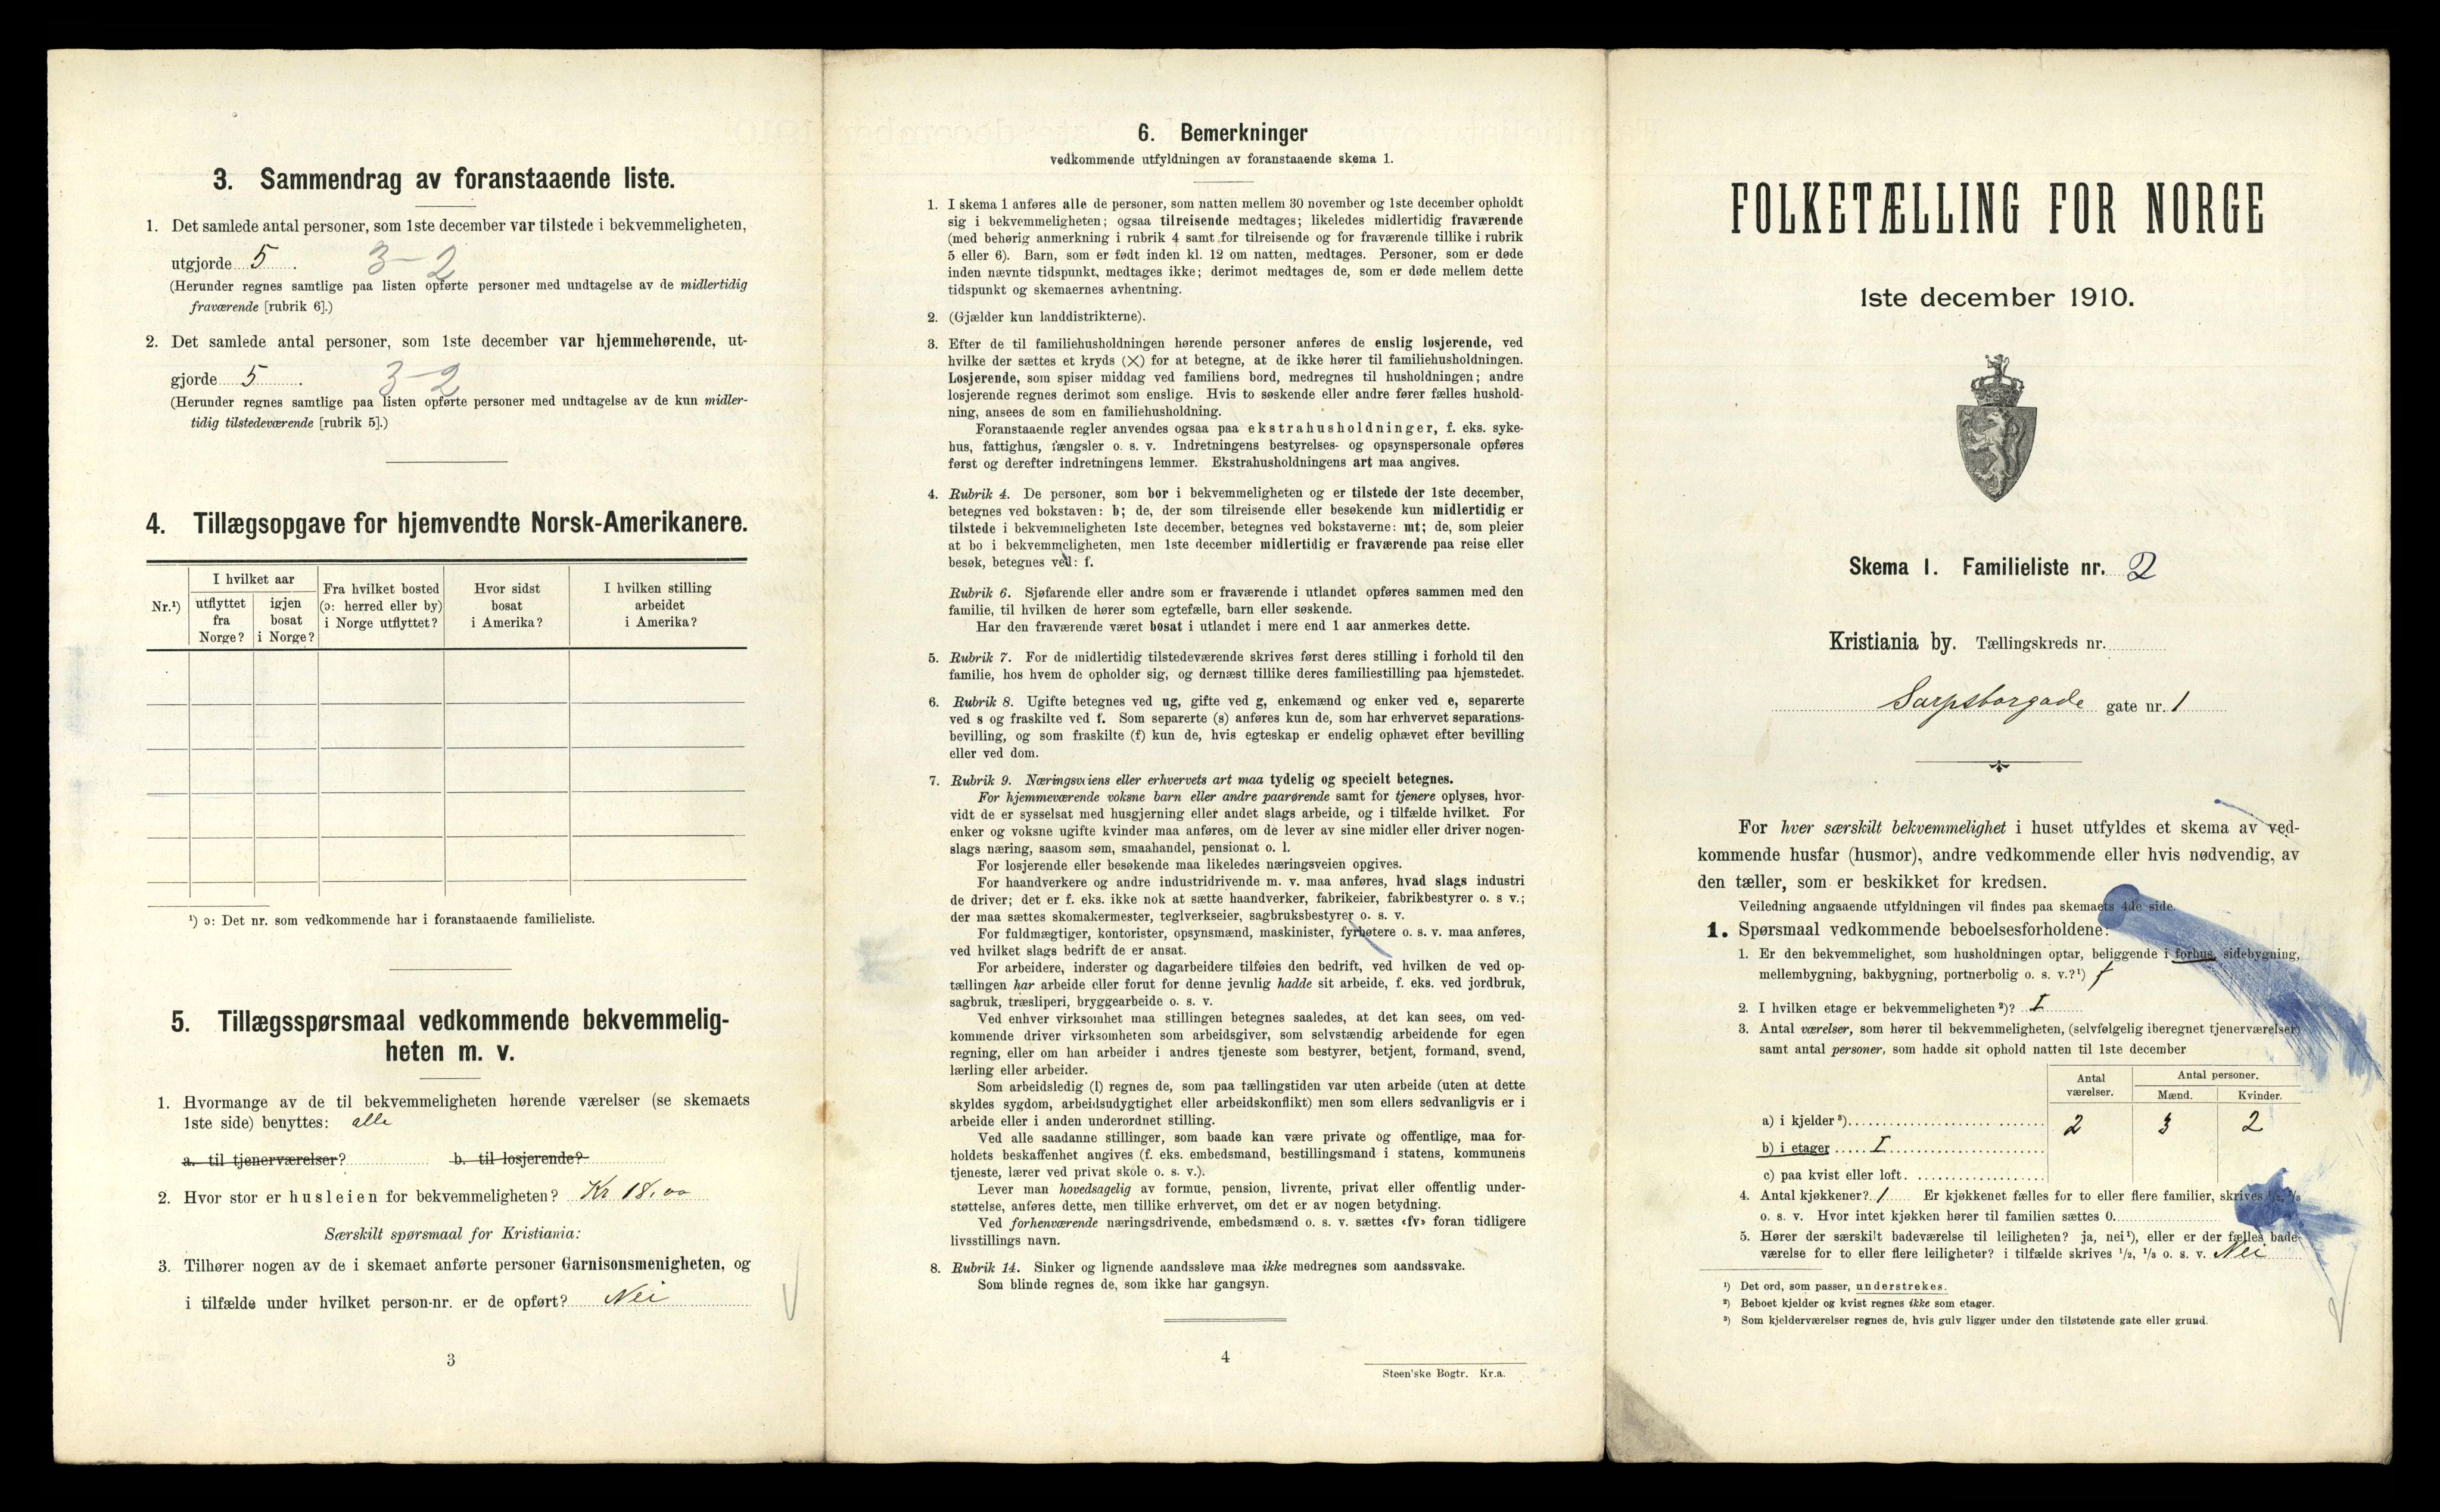 3. Sammendrag av foranstaaende liste.
1. Det samlede antal personer, som 1ste december var tilstede i bekvemmeligheten,
utgjorde 5. 3-2
(Herunder regnes samtlige paa listen opførte personer med undtagelse av de midlertidig
fraværende [rubrik 6].)
2. Det samlede antal personer, som 1ste december var hjemmehørende, ut-
gjorde 5. 3-2
(Herunder regnes samtlige paa listen opførte personer med undtagelse av de kun midler-
tidig tilstedeværende [rubrik 5].)
4. Tillægsopgave for hjemvendte Norsk-Amerikanere.
Nr.¹)
I hvilket aar
utflyttet fra Norge?
igjen bosat i Norge?
Fra hvilket bosted (ɔ: herred eller by) i Norge utflyttet?
Hvor sidst bosat i Amerika?
I hvilken stilling arbeidet i Amerika?
¹) ɔ: Det nr. som vedkommende har i foranstaaende familieliste.
5. Tillægsspørsmaal vedkommende bekvemmelig-
heten m. v.
1. Hvormange av de til bekvemmeligheten hørende værelser (se skemaets
1ste side) benyttes: alle
a. til tjenerværelser? b. til losjerende?
2. Hvor stor er husleien for bekvemmeligheten? Kr 18.00
Særskilt spørsmaal for Kristiania:
3. Tilhører nogen av de i skemaet anførte personer Garnisonsmenigheten, og
i tilfælde under hvilket person-nr. er de opført? Nei
3
6. Bemerkninger
vedkommende utfyldningen av foranstaaende skema 1.
1. I skema 1 anføres alle de personer, som natten mellem 30 november og 1ste december opholdt
sig i bekvemmeligheten; ogsaa tilreisende medtages; likeledes midlertidig fraværende
(med behørig anmerkning i rubrik 4 samt for tilreisende og for fraværende tillike i rubrik
5 eller 6). Barn, som er født inden kl. 12 om natten, medtages. Personer, som er døde
inden nævnte tidspunkt, medtages ikke; derimot medtages de, som er døde mellem dette
tidspunkt og skemaernes avhentning.
2. (Gjælder kun landdistrikterne).
3. Efter de til familiehusholdningen hørende personer anføres de enslig losjerende, ved
hvilke der sættes et kryds (×) for at betegne, at de ikke hører til familiehusholdningen.
Losjerende, som spiser middag ved familiens bord, medregnes til husholdningen; andre
losjerende regnes derimot som enslige. Hvis to søskende eller andre fører fælles hushold-
ning, ansees de som en familiehusholdning.
Foranstaaende regler anvendes ogsaa paa ekstrahusholdninger, f. eks. syke-
hus, fattighus, fængsler o. s. v. Indretningens bestyrelses- og opsynspersonale opføres
først og derefter indretningens lemmer. Ekstrahusholdningens art maa angives.
4. Rubrik 4. De personer, som bor i bekvemmeligheten og er tilstede der 1ste december,
betegnes ved bokstaven: b; de, der som tilreisende eller besøkende kun midlertidig er
tilstede i bekvemmeligheten 1ste december, betegnes ved bokstaverne: mt; de, som pleier
at bo i bekvemmeligheten, men 1ste december midlertidig er fraværende paa reise eller
besøk, betegnes ved: f.
Rubrik 6. Sjøfarende eller andre som er fraværende i utlandet opføres sammen med den
familie, til hvilken de hører som egtefælle, barn eller søskende.
Har den fraværende været bosat i utlandet i mere end 1 aar anmerkes dette.
5. Rubrik 7. For de midlertidig tilstedeværende skrives først deres stilling i forhold til den
familie, hos hvem de opholder sig, og dernæst tillike deres familiestilling paa hjemstedet.
6. Rubrik 8. Ugifte betegnes ved ug, gifte ved g, enkemænd og enker ved e, separerte
ved s og fraskilte ved f. Som separerte (s) anføres kun de, som har erhvervet separations-
bevilling, og som fraskilte (f) kun de, hvis egteskap er endelig ophævet efter bevilling
eller ved dom.
7. Rubrik 9. Næringsveiens eller erhvervets art maa tydelig og specielt betegnes.
For hjemmeværende voksne barn eller andre paarørende samt for tjenere oplyses, hvor-
vidt de er sysselsat med husgjerning eller andet slags arbeide, og i tilfælde hvilket. For
enker og voksne ugifte kvinder maa anføres, om de lever av sine midler eller driver nogen-
slags næring, saasom søm, smaahandel, pensionat o. l.
For losjerende eller besøkende maa likeledes næringsveien opgives.
For haandverkere og andre industridrivende m. v. maa anføres, hvad slags industri
de driver; det er f. eks. ikke nok at sætte haandverker, fabrikeier, fabrikbestyrer o. s v.;
der maa sættes skomakermester, teglverkseier, sagbruksbestyrer o. s. v.
For fuldmægtiger, kontorister, opsynsmænd, maskinister, fyrbøtere o. s. v. maa anføres,
ved hvilket slags bedrift de er ansat.
For arbeidere, inderster og dagarbeidere tilføies den bedrift, ved hvilken de ved op-
tællingen har arbeide eller forut for denne jevnlig hadde sit arbeide, f. eks. ved jordbruk,
sagbruk, træsliperi, bryggearbeide o. s. v.
Ved enhver virksomhet maa stillingen betegnes saaledes, at det kan sees, om ved-
kommende driver virksomheten som arbeidsgiver, som selvstændig arbeidende for egen
regning, eller om han arbeider i andres tjeneste som bestyrer, betjent, formand, svend,
lærling eller arbeider.
Som arbeidsledig (l) regnes de, som paa tællingstiden var uten arbeide (uten at dette
skyldes sygdom, arbeidsudygtighet eller arbeidskonflikt) men som ellers sedvanligvis er i
arbeide eller i anden underordnet stilling.
Ved alle saadanne stillinger, som baade kan være private og offentlige, maa for-
holdets beskaffenhet angives (f. eks. embedsmand, bestillingsmand i statens, kommunens
tjeneste, lærer ved privat skole o. s. v.).
Lever man hovedsagelig av formue, pension, livrente, privat eller offentlig under-
støttelse, anføres dette, men tillike erhvervet, om det er av nogen betydning.
Ved forhenværende næringsdrivende, embedsmænd o. s. v. sættes «fv» foran tidligere
livsstillings navn.
8. Rubrik 14. Sinker og lignende aandssløve maa ikke medregnes som aandssvake.
Som blinde regnes de, som ikke har gangsyn.
4
Steen'ske Bogtr. Kr.a.
FOLKETÆLLING FOR NORGE
1ste december 1910.
Skema 1. Familieliste nr. 2
Kristiania by. Tællingskreds nr.
Sarpsborgade gate nr. 1
For hver særskilt bekvemmelighet i huset utfyldes et skema av ved-
kommende husfar (husmor), andre vedkommende eller hvis nødvendig, av
den tæller, som er beskikket for kredsen.
Veiledning angaaende utfyldningen vil findes paa skemaets 4de side.
1. Spørsmaal vedkommende beboelsesforholdene:
1. Er den bekvemmelighet, som husholdningen optar, beliggende i forhus, sidebygning,
mellembygning, bakbygning, portnerbolig o. s. v.?¹) f
2. I hvilken etage er bekvemmeligheten²)? I
3. Antal værelser, som hører til bekvemmeligheten, (selvfølgelig iberegnet tjenerværelser)
samt antal personer, som hadde sit ophold natten til 1ste december
Antal værelser.
Antal personer.
Mænd. Kvinder.
a) i kjelder³) 2 3 2
b) i etager I
c) paa kvist eller loft.
4. Antal kjøkkener? 1 Er kjøkkenet fælles for to eller flere familier, skrives ¹/₂, ¹/₃
o. s. v. Hvor intet kjøkken hører til familien sættes 0.
5. Hører der særskilt badeværelse til leiligheten? ja, nei¹), eller er der fælles bade-
værelse for to eller flere leiligheter? i tilfælde skrives ¹/₂, ¹/₃ o. s. v. Nei
¹) Det ord, som passer, understrekes.
²) Beboet kjelder og kvist regnes ikke som etager.
³) Som kjelderværelser regnes de, hvis gulv ligger under den tilstøtende gate eller grund.